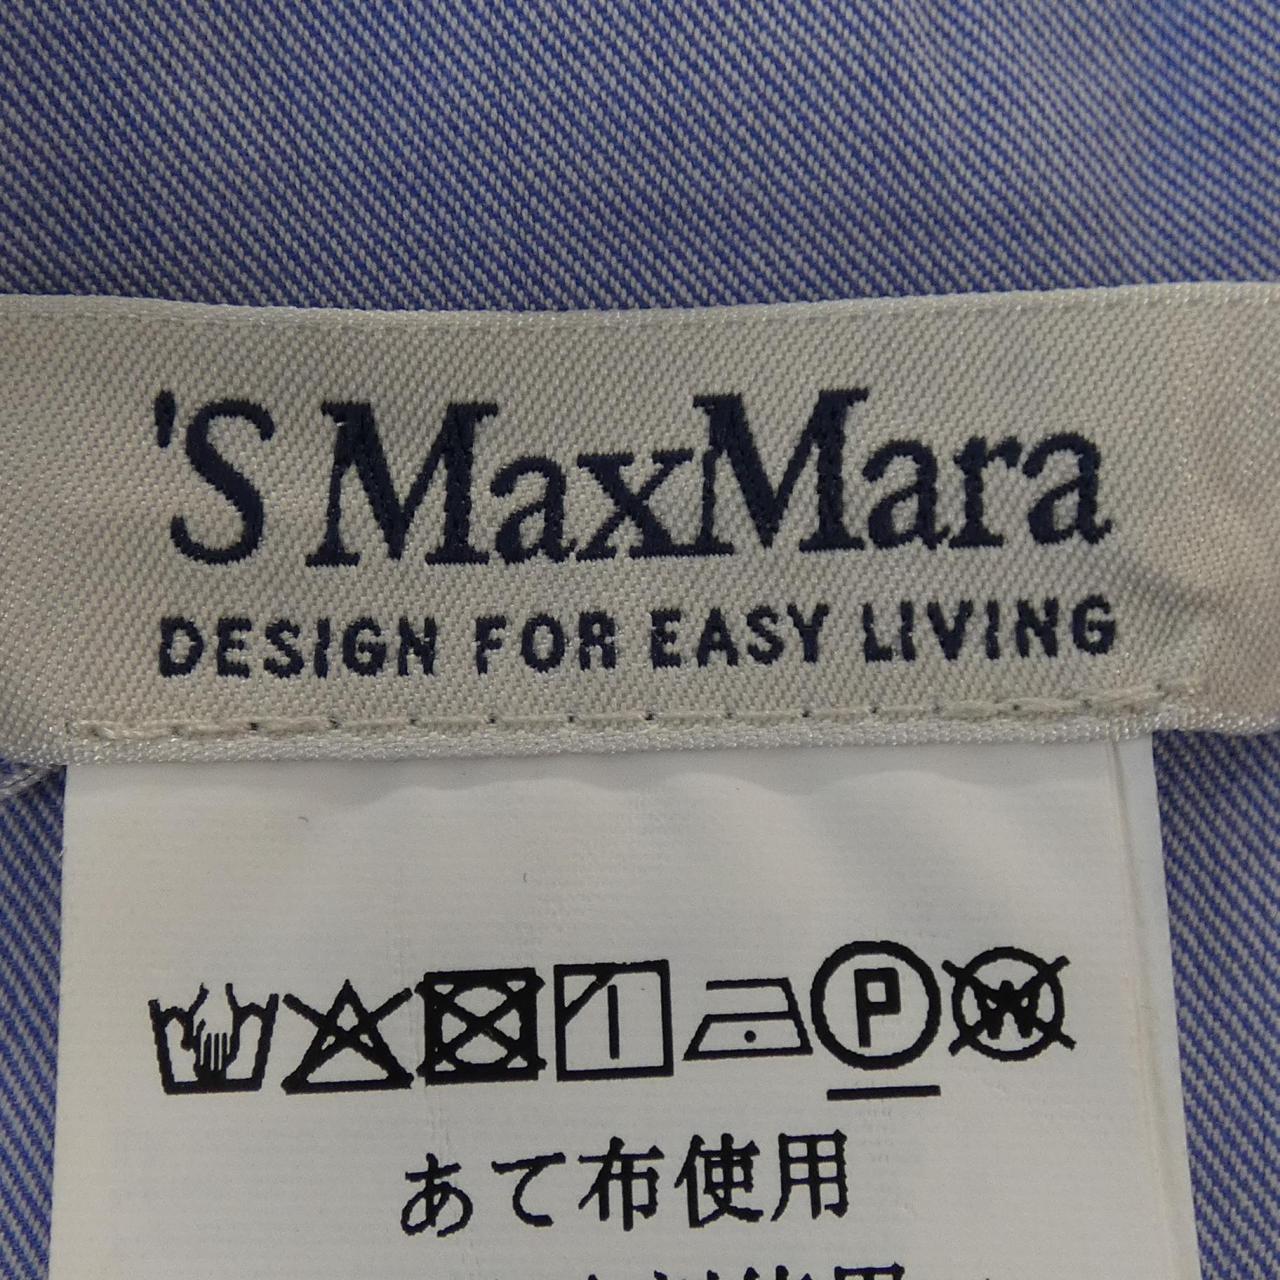 'S MaxMara
DESIGN FOR EASY LIVING
P W
あて布使用